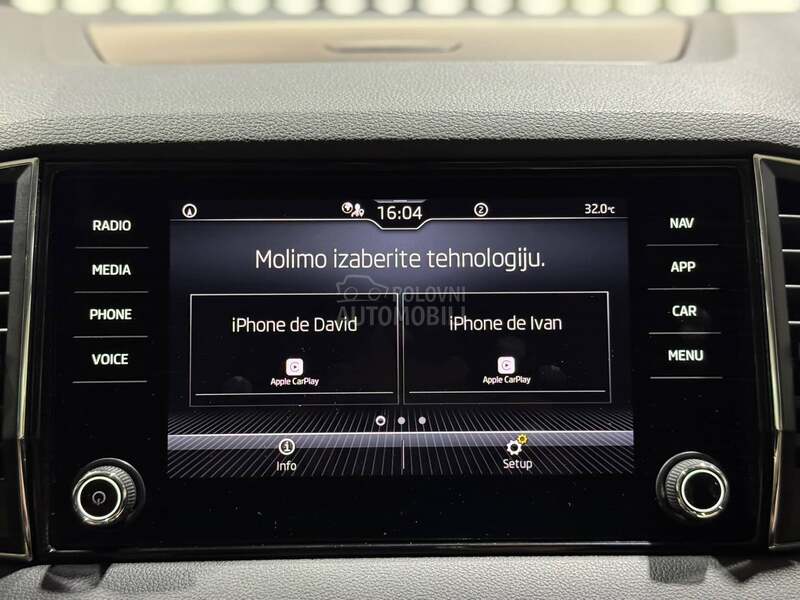 16:04
2
32.0°C
RADIO
MEDIA
PHONE
VOICE
NAV
APP
CAR
MENU
Molimo izaberite tehnologiju.
POLOVNI
AUTOMOBILI
iPhone de David
Apple CarPlay
iPhone de Ivan
Apple CarPlay
Info
Setup